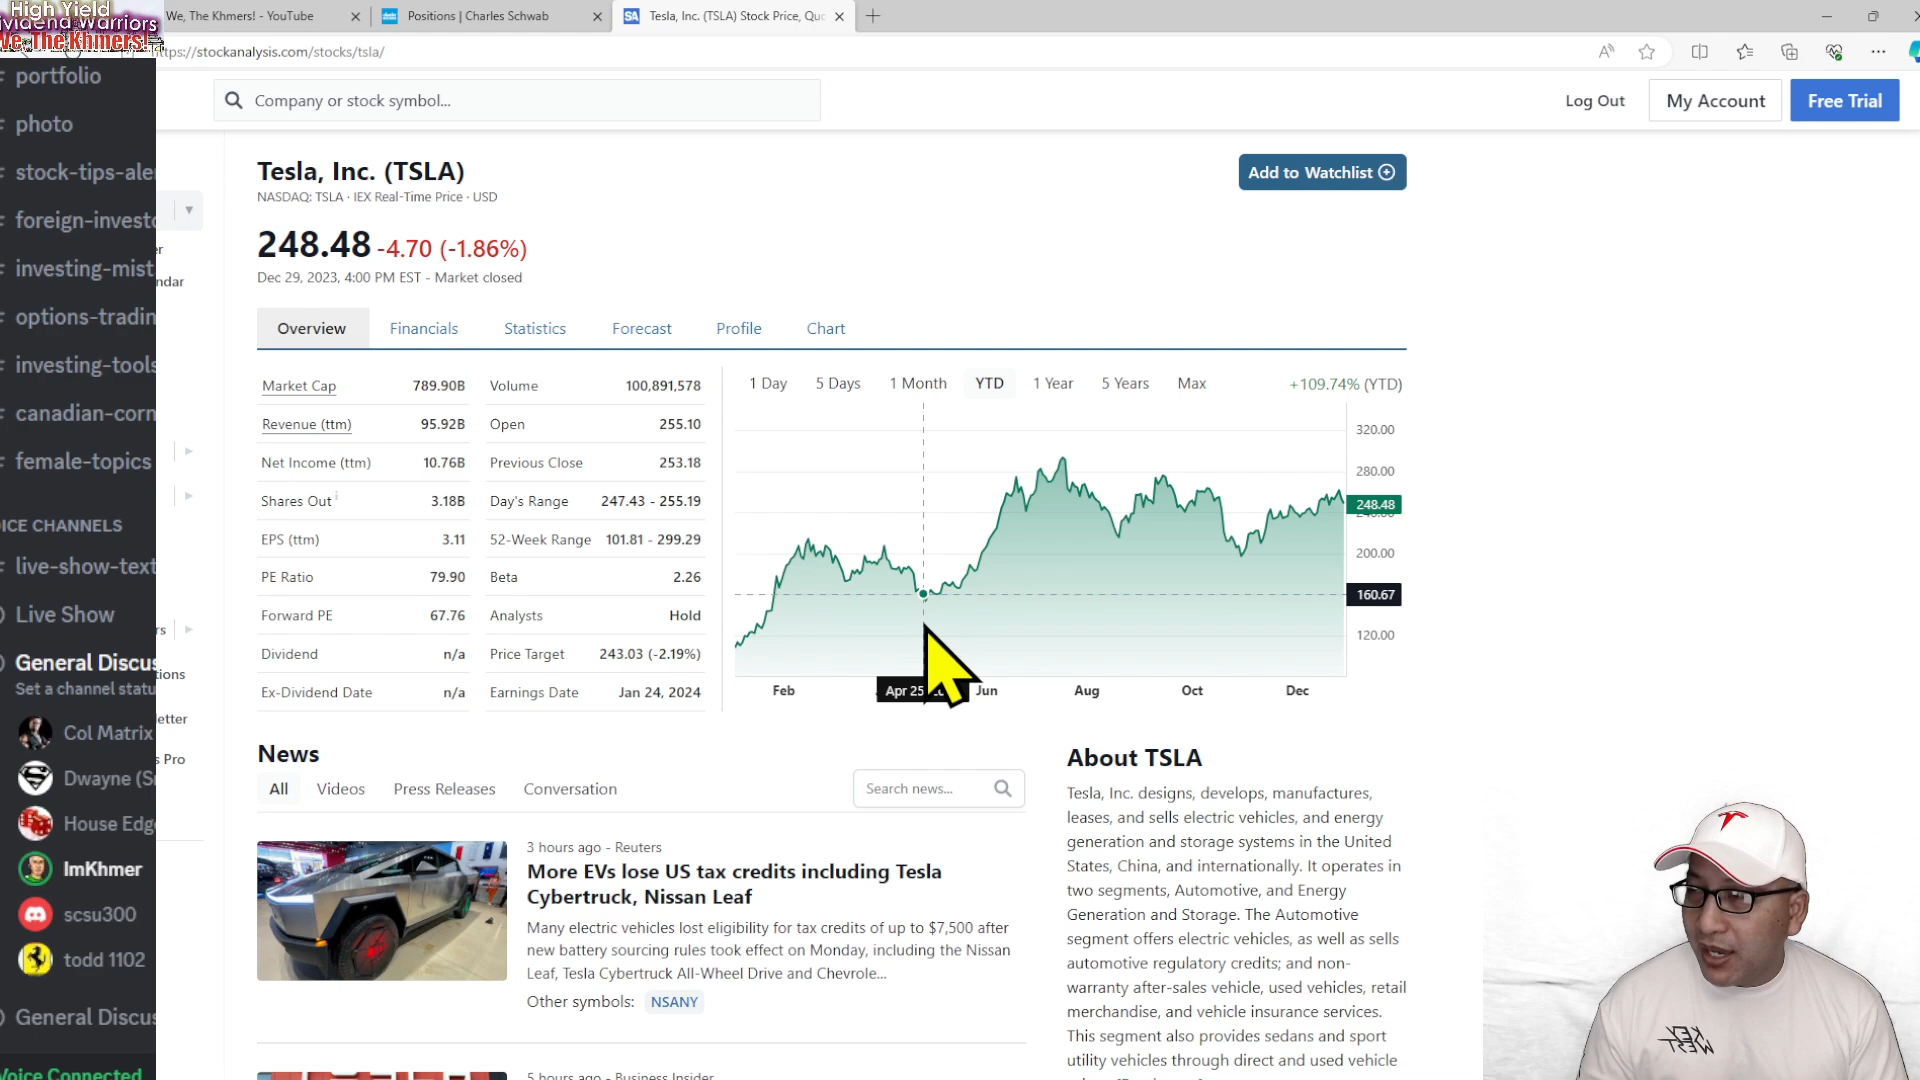 High Yield
Dividend Warriors
We, The Khmers!
We, The Khmers! - YouTube
Positions | Charles Schwab
SA
Tesla, Inc. (TSLA) Stock Price, Quo
https://stockanalysis.com/stocks/tsla/
portfolio
photo
stock-tips-aler
foreign-investo
investing-mist
options-tradin
investing-tools
canadian-corn
female-topics
VOICE CHANNELS
live-show-text
Live Show
General Discus
Set a channel statu
Col Matrix
Dwayne (S
House Edg
ImKhmer
scsu300
todd 1102
General Discus
Voice Connected
er
ndar
rs
tions
etter
s Pro
Company or stock symbol...
Log Out
My Account
Free Trial
Tesla, Inc. (TSLA)
NASDAQ: TSLA · IEX Real-Time Price · USD
Add to Watchlist
248.48 -4.70 (-1.86%)
Dec 29, 2023, 4:00 PM EST - Market closed
Overview Financials Statistics Forecast Profile Chart
Market Cap 789.90B
Revenue (ttm) 95.92B
Net Income (ttm) 10.76B
Shares Out i 3.18B
EPS (ttm) 3.11
PE Ratio 79.90
Forward PE 67.76
Dividend n/a
Ex-Dividend Date n/a
Volume 100,891,578
Open 255.10
Previous Close 253.18
Day's Range 247.43 - 255.19
52-Week Range 101.81 - 299.29
Beta 2.26
Analysts Hold
Price Target 243.03 (-2.19%)
Earnings Date Jan 24, 2024
1 Day 5 Days 1 Month YTD 1 Year 5 Years Max
+109.74% (YTD)
320.00
280.00
248.48
200.00
160.67
120.00
Feb Apr 25 Jun Aug Oct Dec
News
All Videos Press Releases Conversation
Search news...
3 hours ago - Reuters
More EVs lose US tax credits including Tesla
Cybertruck, Nissan Leaf
Many electric vehicles lost eligibility for tax credits of up to $7,500 after
new battery sourcing rules took effect on Monday, including the Nissan
Leaf, Tesla Cybertruck All-Wheel Drive and Chevrole...
Other symbols: NSANY
5 hours ago - Business Insider
About TSLA
Tesla, Inc. designs, develops, manufactures,
leases, and sells electric vehicles, and energy
generation and storage systems in the United
States, China, and internationally. It operates in
two segments, Automotive, and Energy
Generation and Storage. The Automotive
segment offers electric vehicles, as well as sells
automotive regulatory credits; and non-
warranty after-sales vehicle, used vehicles, retail
merchandise, and vehicle insurance services.
This segment also provides sedans and sport
utility vehicles through direct and used vehicle
KEY
WEST